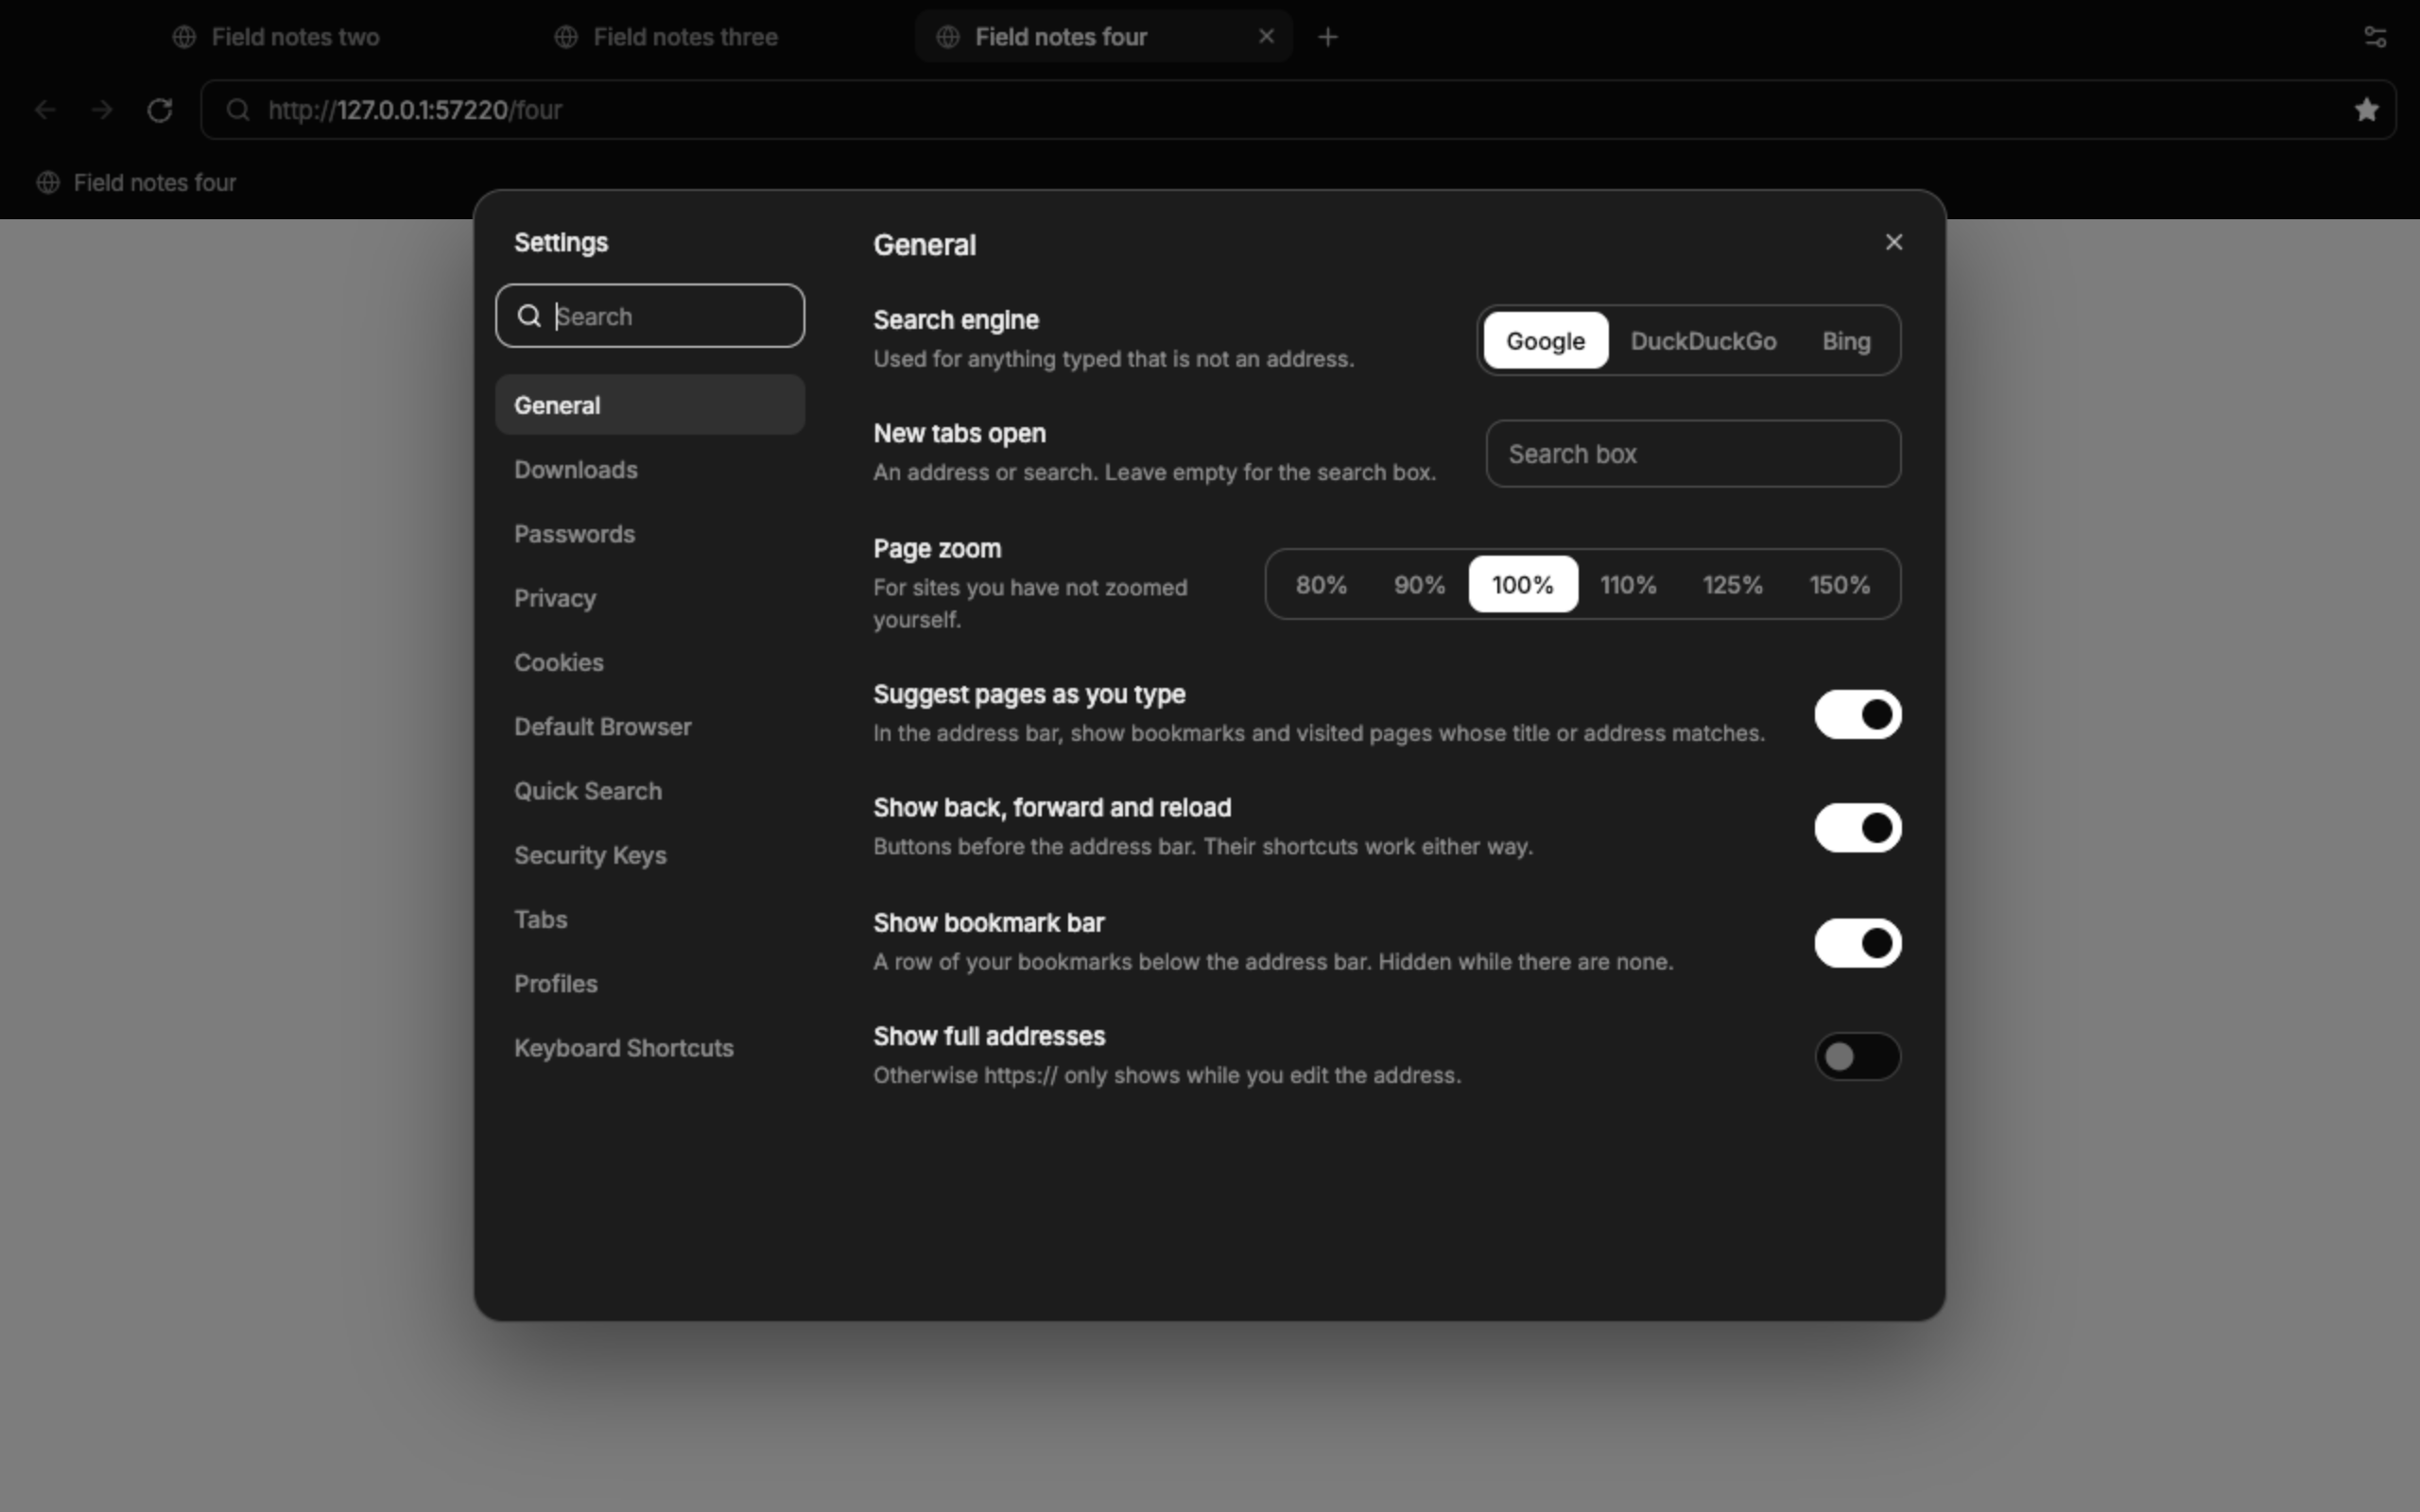 Field notes two
Field notes three
Field notes four
http://127.0.0.1:57220/four
Field notes four
Settings
Search
General
Downloads
Passwords
Privacy
Cookies
Default Browser
Quick Search
Security Keys
Tabs
Profiles
Keyboard Shortcuts
General
Search engine
Used for anything typed that is not an address.
Google DuckDuckGo Bing
New tabs open
An address or search. Leave empty for the search box.
Search box
Page zoom
For sites you have not zoomed
yourself.
80% 90% 100% 110% 125% 150%
Suggest pages as you type
In the address bar, show bookmarks and visited pages whose title or address matches.
Show back, forward and reload
Buttons before the address bar. Their shortcuts work either way.
Show bookmark bar
A row of your bookmarks below the address bar. Hidden while there are none.
Show full addresses
Otherwise https:// only shows while you edit the address.